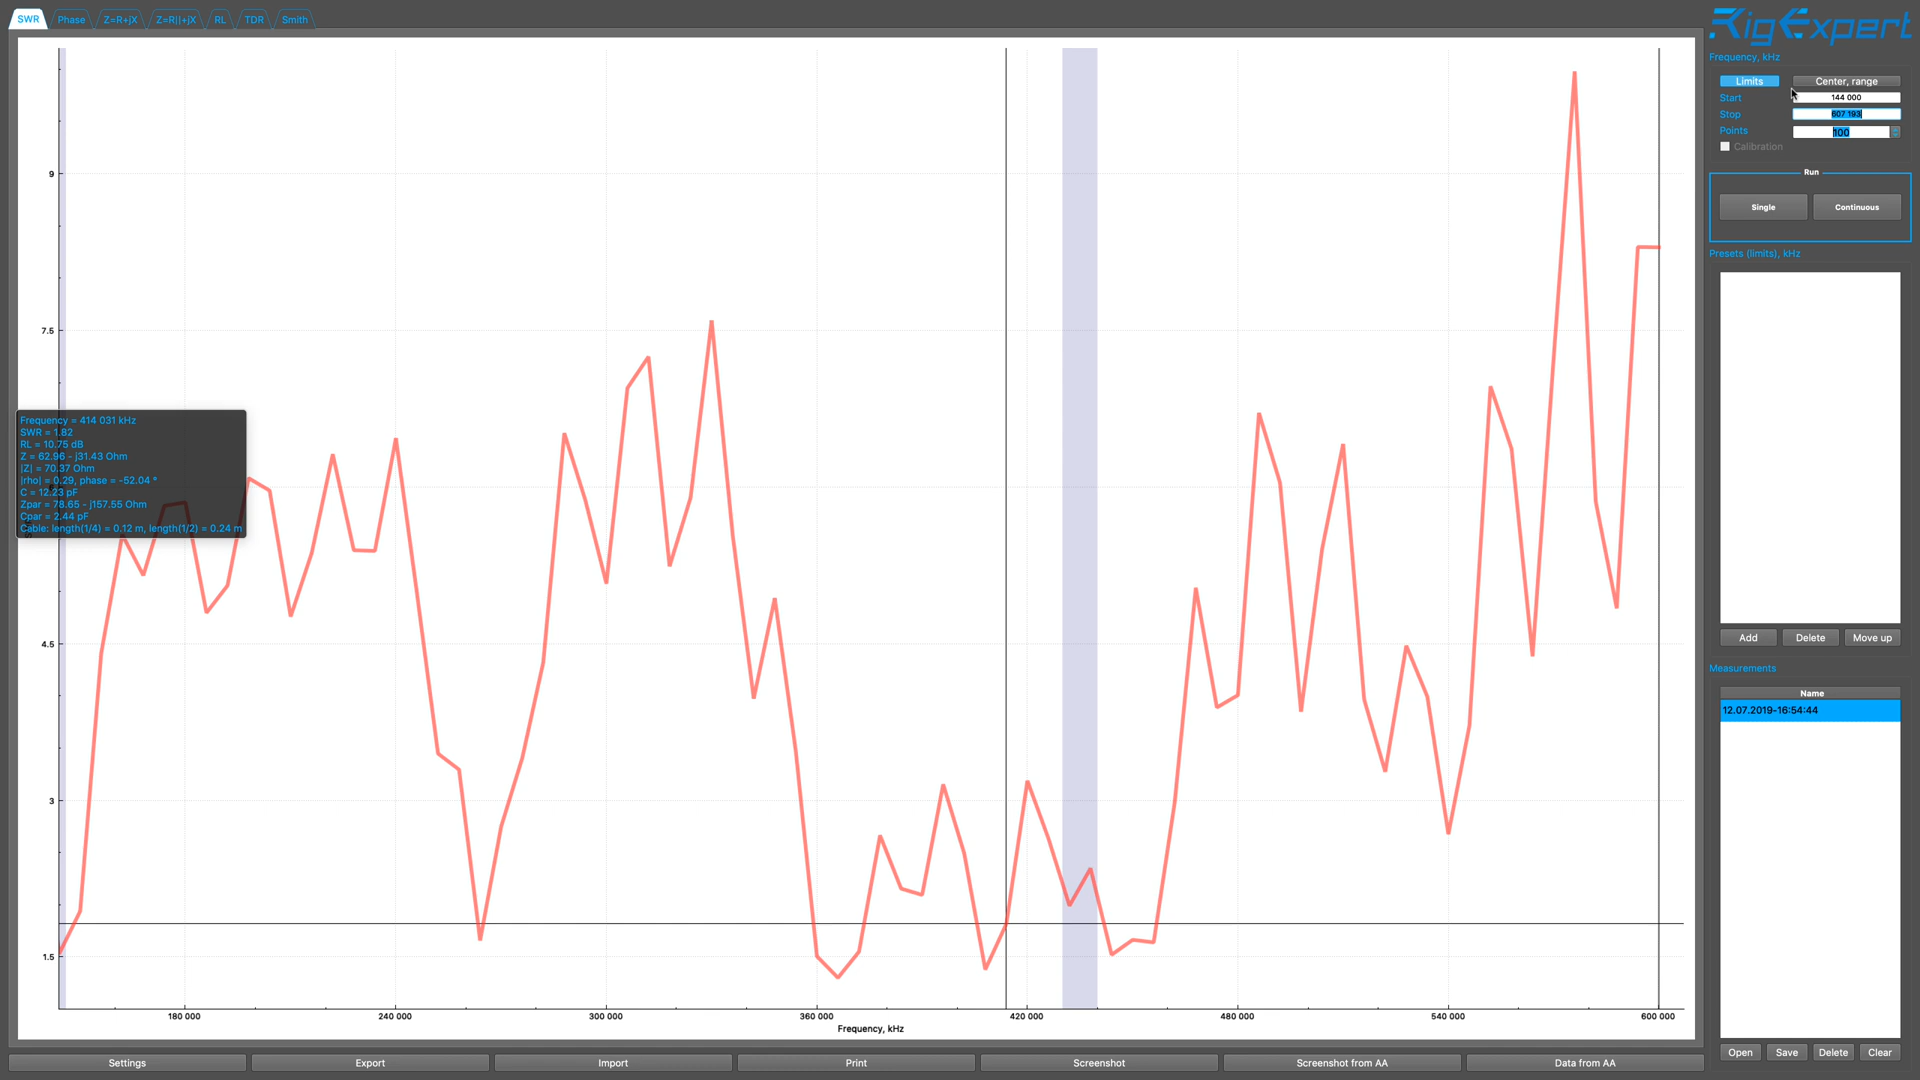 SWR Phase Z=R+jX Z=R||+jX RL TDR Smith
RigExpert
Frequency, kHz
Limits Center, range
Start 144 000
Stop 607 193
Points 100
Calibration
Run
Single Continuous
Presets (limits), kHz
Add Delete Move up
Measurements
Name
12.07.2019-16:54:44
Open Save Delete Clear
9
7.5
4.5
3
1.5
Frequency = 414 031 kHz
SWR = 1.82
RL = 10.75 dB
Z = 62.96 - j31.43 Ohm
|Z| = 70.37 Ohm
|rho| = 0.29, phase = -52.04 °
C = 12.23 pF
Zpar = 78.65 - j157.55 Ohm
Cpar = 2.44 pF
Cable: length(1/4) = 0.12 m, length(1/2) = 0.24 m
180 000 240 000 300 000 360 000 420 000 480 000 540 000 600 000
Frequency, kHz
Settings Export Import Print Screenshot Screenshot from AA Data from AA